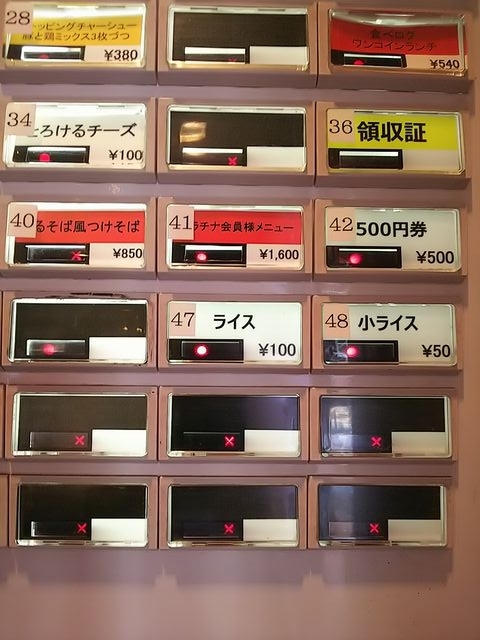 28
ッピングチャーシュー
豚と鶏ミックス3枚づつ
¥380
食べログ
ワンコインランチ
¥540
34
とろけるチーズ
¥100
36 領収証
40
るそば風つけそば
¥850
41
ラチナ会員様メニュー
¥1,600
42
500円券
¥500
47
ライス
¥100
48
小ライス
¥50